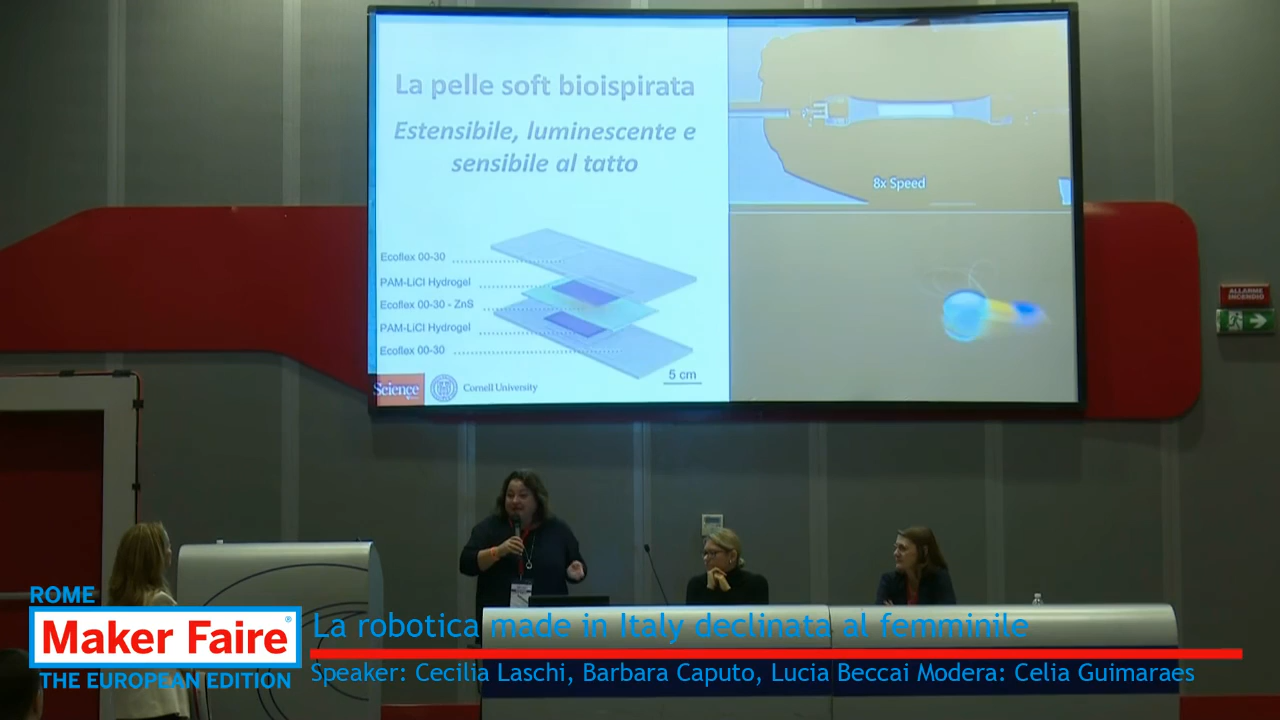 La pelle soft bioispirata
Estensibile, luminescente e
sensibile al tatto
Ecoflex 00-30
PAM-LiCl Hydrogel
Ecoflex 00-30 - ZnS
PAM-LiCl Hydrogel
Ecoflex 00-30
5 cm
Science
Cornell University
8x Speed
ALLARME
INCENDIO
ROME
Maker Faire®
THE EUROPEAN EDITION
La robotica made in Italy declinata al femminile
Speaker: Cecilia Laschi, Barbara Caputo, Lucia Beccai Modera: Celia Guimaraes